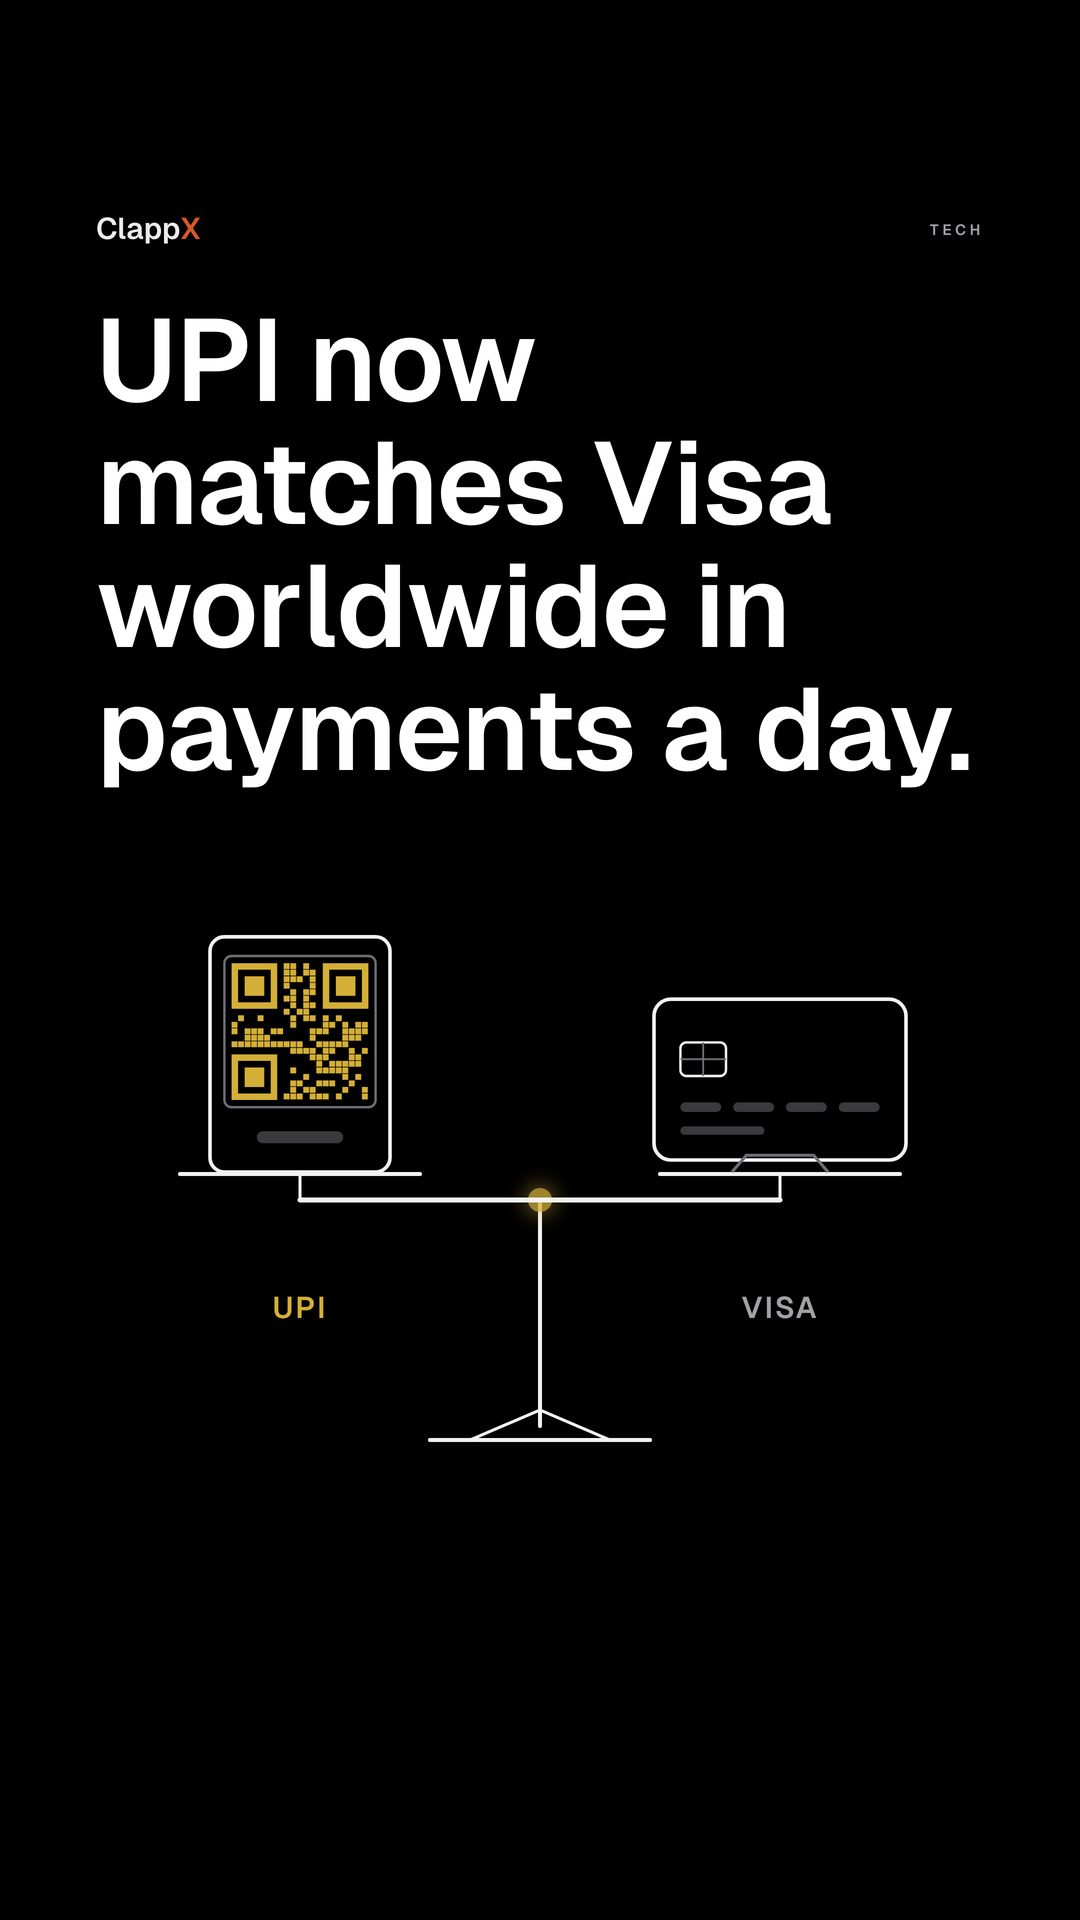 ClappX
TECH
UPI now
matches Visa
worldwide in
payments a day.
UPI
VISA